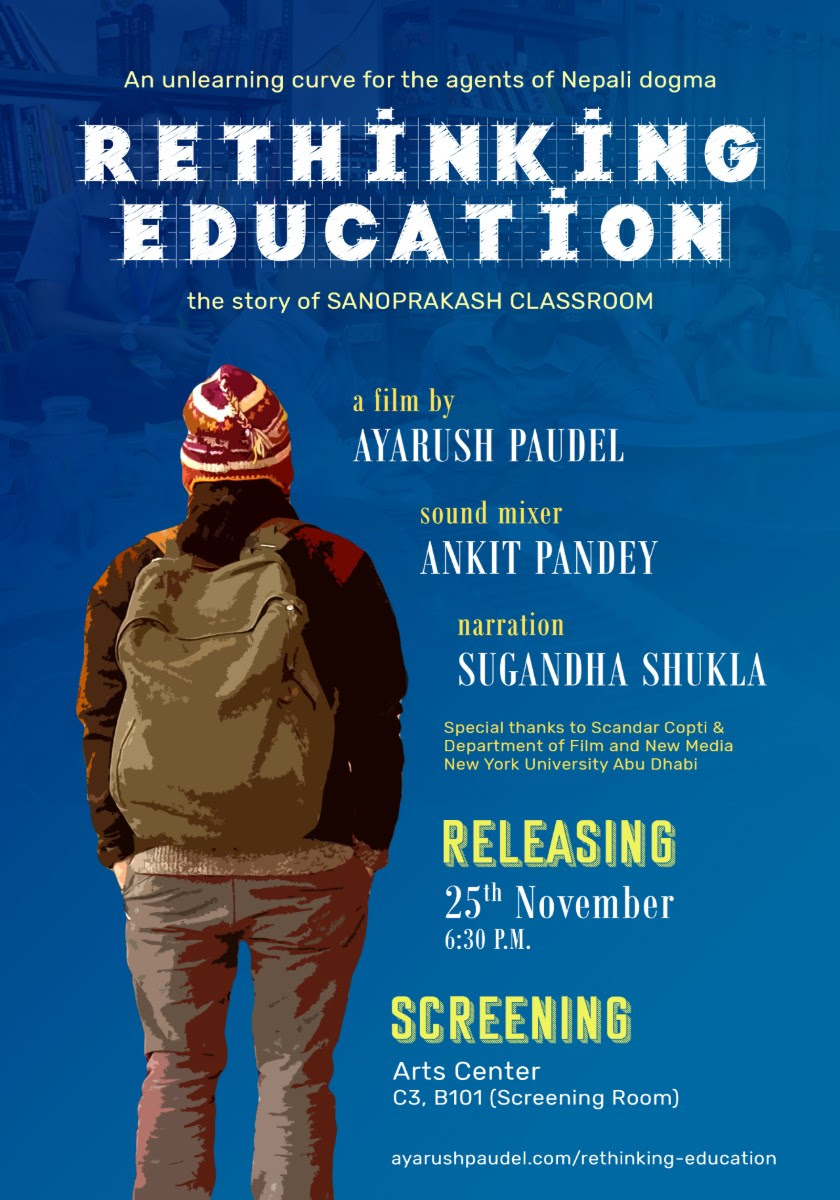 An unlearning curve for the agents of Nepali dogma
RETHINKING
EDUCATION
the story of SANOPRAKASH CLASSROOM
a film by
AYARUSH PAUDEL
sound mixer
ANKIT PANDEY
narration
SUGANDHA SHUKLA
Special thanks to Scandar Copti &
Department of Film and New Media
New York University Abu Dhabi
RELEASING
25th November
6:30 P.M.
SCREENING
Arts Center
C3, B101 (Screening Room)
ayarushpaudel.com/rethinking-education